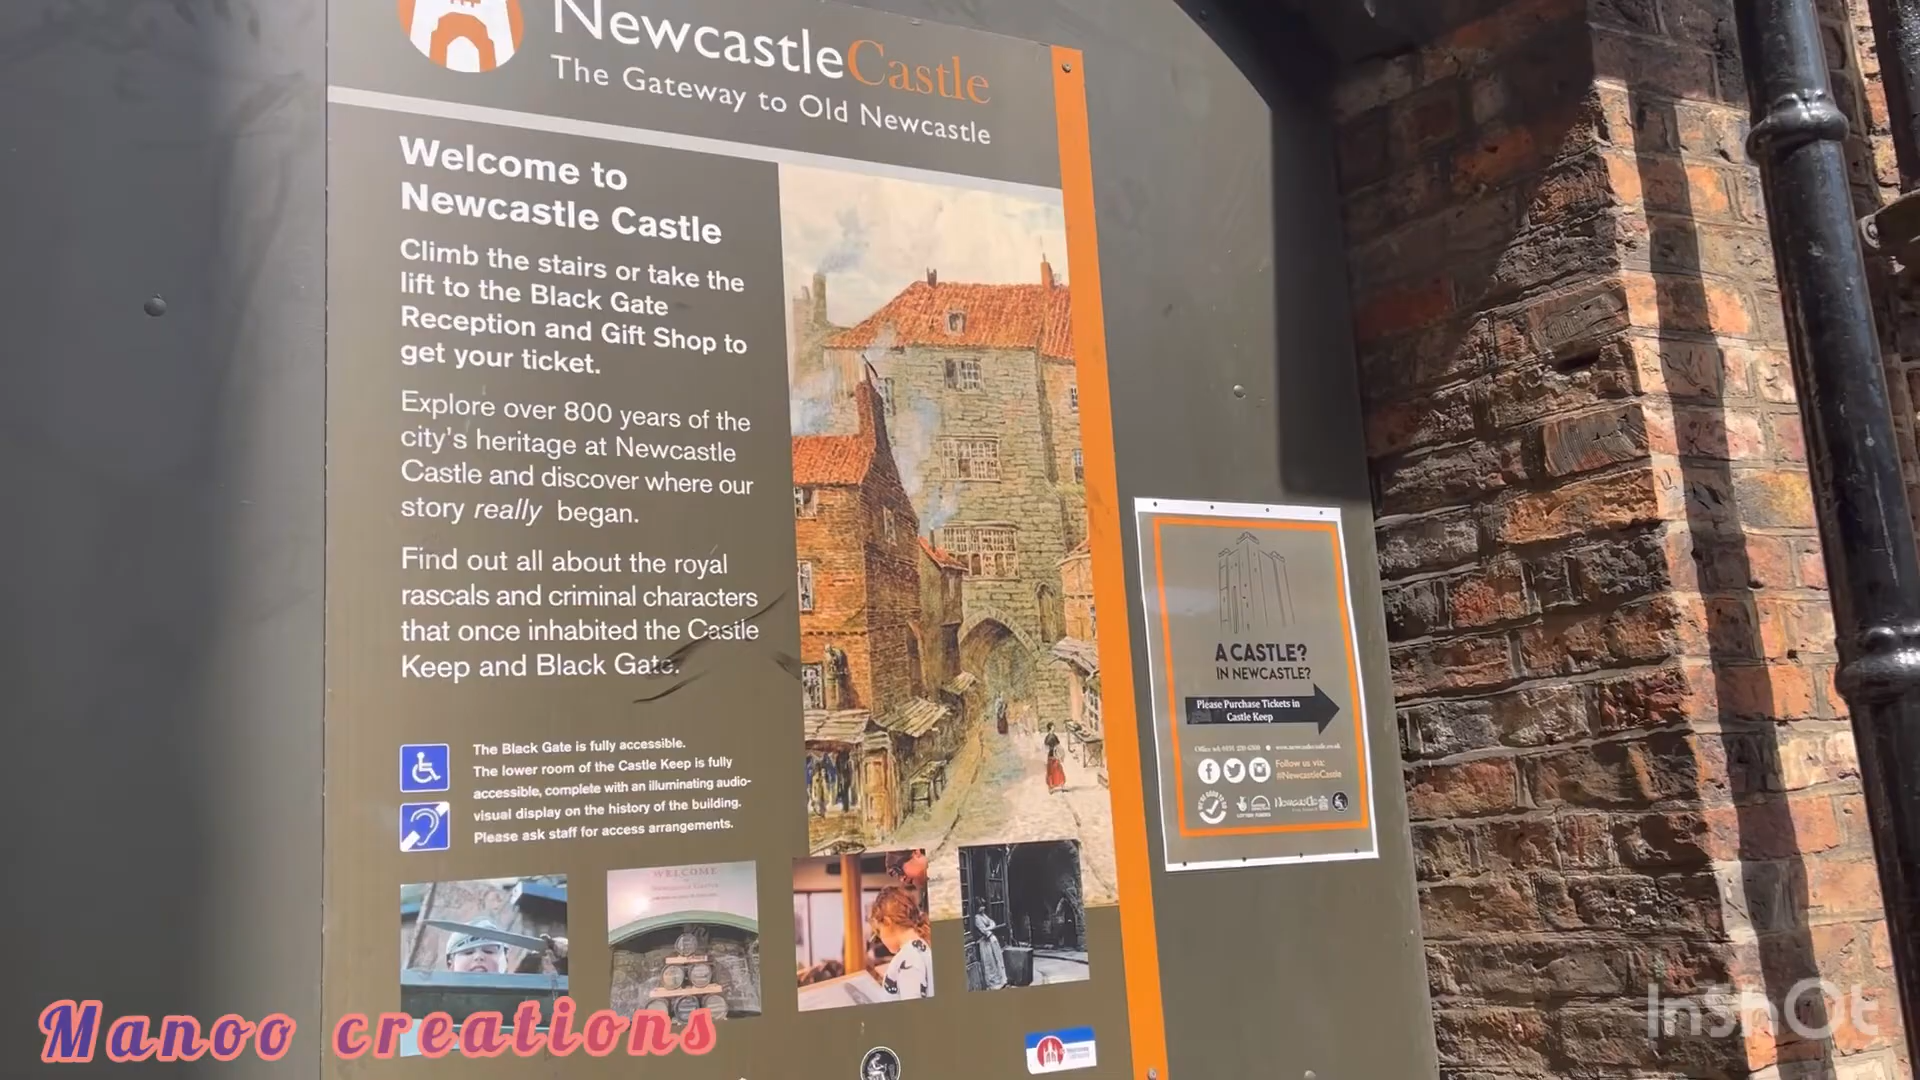 NewcastleCastle
The Gateway to Old Newcastle
Welcome to
Newcastle Castle
Climb the stairs or take the
lift to the Black Gate
Reception and Gift Shop to
get your ticket.
Explore over 800 years of the
city's heritage at Newcastle
Castle and discover where our
story really began.
Find out all about the royal
rascals and criminal characters
that once inhabited the Castle
Keep and Black Gate.
The Black Gate is fully accessible.
The lower room of the Castle Keep is fully
accessible, complete with an illuminating audio-
visual display on the history of the building.
Please ask staff for access arrangements.
WELCOME
A CASTLE?
IN NEWCASTLE?
Please Purchase Tickets in
Castle Keep
www.newcastlecastle.co.uk
Follow us via:
#NewcastleCastle
Newcastle
Manoo creations
InShOt